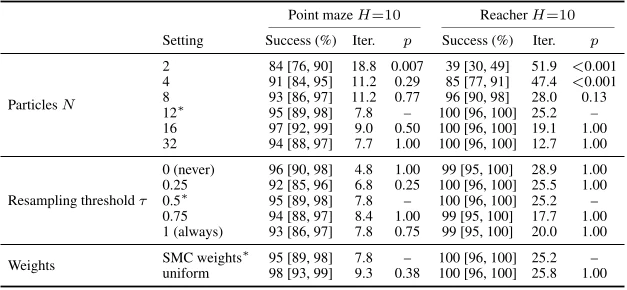 Point maze H=10 Reacher H=10
Setting Success (%) Iter. p Success (%) Iter. p
2 84 [76, 90] 18.8 0.007 39 [30, 49] 51.9 <0.001
4 91 [84, 95] 11.2 0.29 85 [77, 91] 47.4 <0.001
Particles N 8 93 [86, 97] 11.2 0.77 96 [90, 98] 28.0 0.13
12* 95 [89, 98] 7.8 – 100 [96, 100] 25.2 –
16 97 [92, 99] 9.0 0.50 100 [96, 100] 19.1 1.00
32 94 [88, 97] 7.7 1.00 100 [96, 100] 12.7 1.00
0 (never) 96 [90, 98] 4.8 1.00 99 [95, 100] 28.9 1.00
0.25 92 [85, 96] 6.8 0.25 100 [96, 100] 25.5 1.00
Resampling threshold τ 0.5* 95 [89, 98] 7.8 – 100 [96, 100] 25.2 –
0.75 94 [88, 97] 8.4 1.00 99 [95, 100] 17.7 1.00
1 (always) 93 [86, 97] 7.8 0.75 99 [95, 100] 20.0 1.00
Weights SMC weights* 95 [89, 98] 7.8 – 100 [96, 100] 25.2 –
uniform 98 [93, 99] 9.3 0.38 100 [96, 100] 25.8 1.00